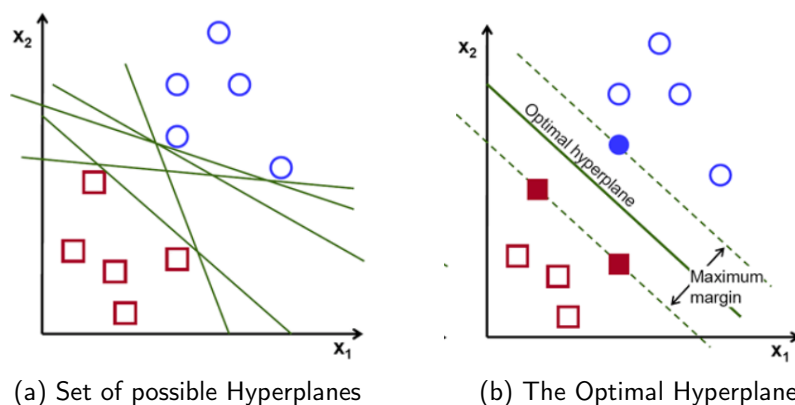 x2
x1
(a) Set of possible Hyperplanes
x2
Optimal hyperplane
Maximum
margin
x1
(b) The Optimal Hyperplane